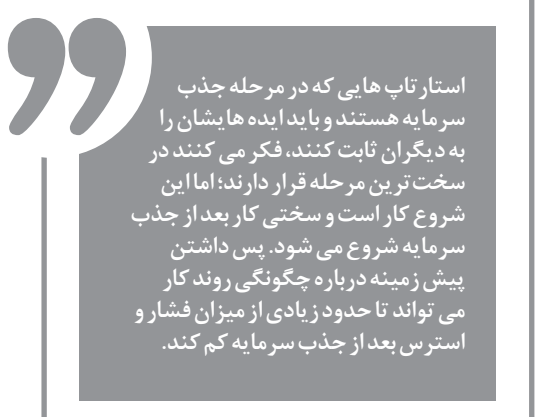 استارتاپ هایی که در مرحله جذب
سرمایه هستند و باید ایده هایشان را
به دیگران ثابت کنند، فکر می کنند در
سخت ترین مرحله قرار دارند؛ اما این
شروع کار است و سختی کار بعد از جذب
سرمایه شروع می شود. پس داشتن
پیش زمینه درباره چگونگی روند کار
می تواند تا حدود زیادی از میزان فشار و
استرس بعد از جذب سرمایه کم کند.